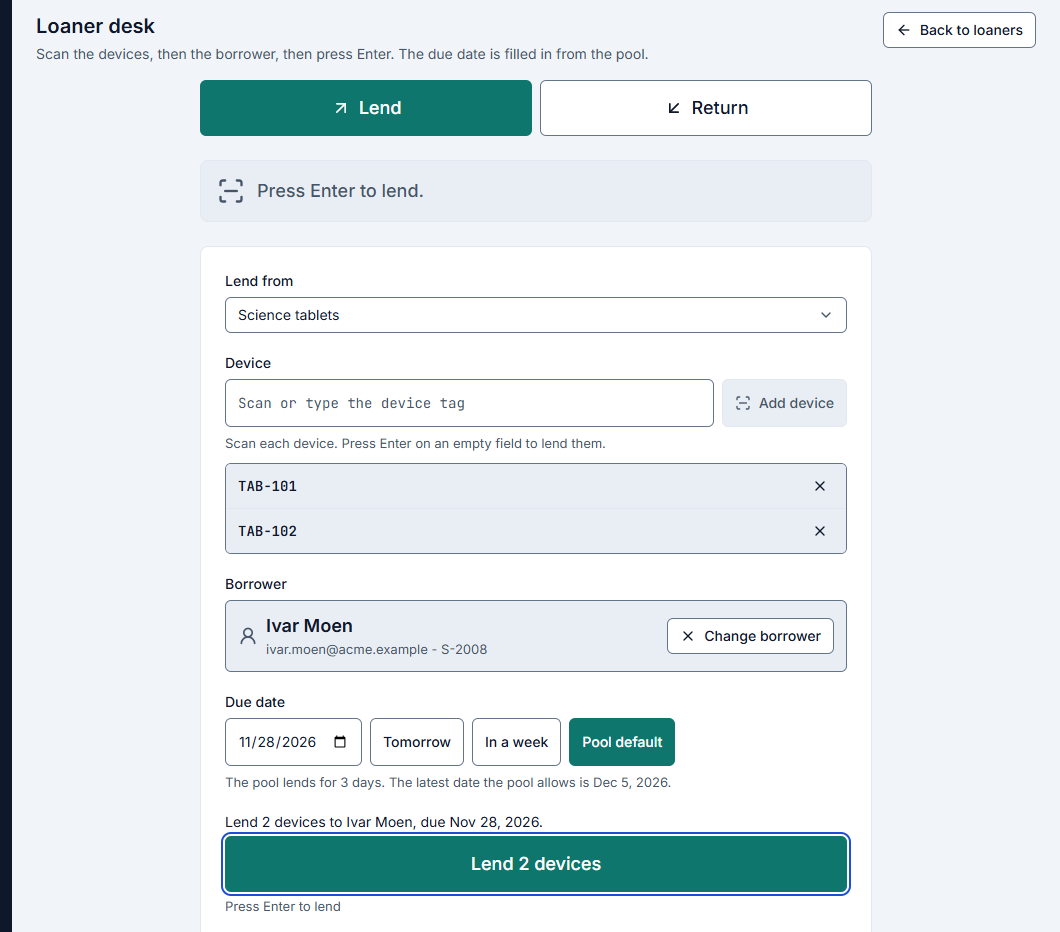 Loaner desk
Scan the devices, then the borrower, then press Enter. The due date is filled in from the pool.
Back to loaners
Lend
Return
Press Enter to lend.
Lend from
Science tablets
Device
Scan or type the device tag
Add device
Scan each device. Press Enter on an empty field to lend them.
TAB-101
TAB-102
Borrower
Ivar Moen
ivar.moen@acme.example - S-2008
Change borrower
Due date
11/28/2026
Tomorrow
In a week
Pool default
The pool lends for 3 days. The latest date the pool allows is Dec 5, 2026.
Lend 2 devices to Ivar Moen, due Nov 28, 2026.
Lend 2 devices
Press Enter to lend